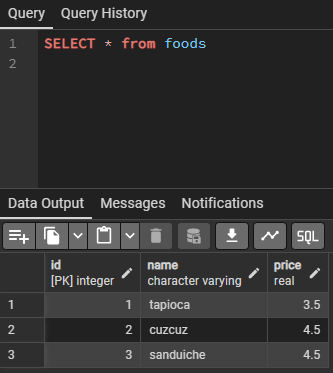 Query Query History
1 SELECT * from foods
2
Data Output Messages Notifications
SQL
id name price
[PK] integer character varying real
1 1 tapioca 3.5
2 2 cuzcuz 4.5
3 3 sanduiche 4.5